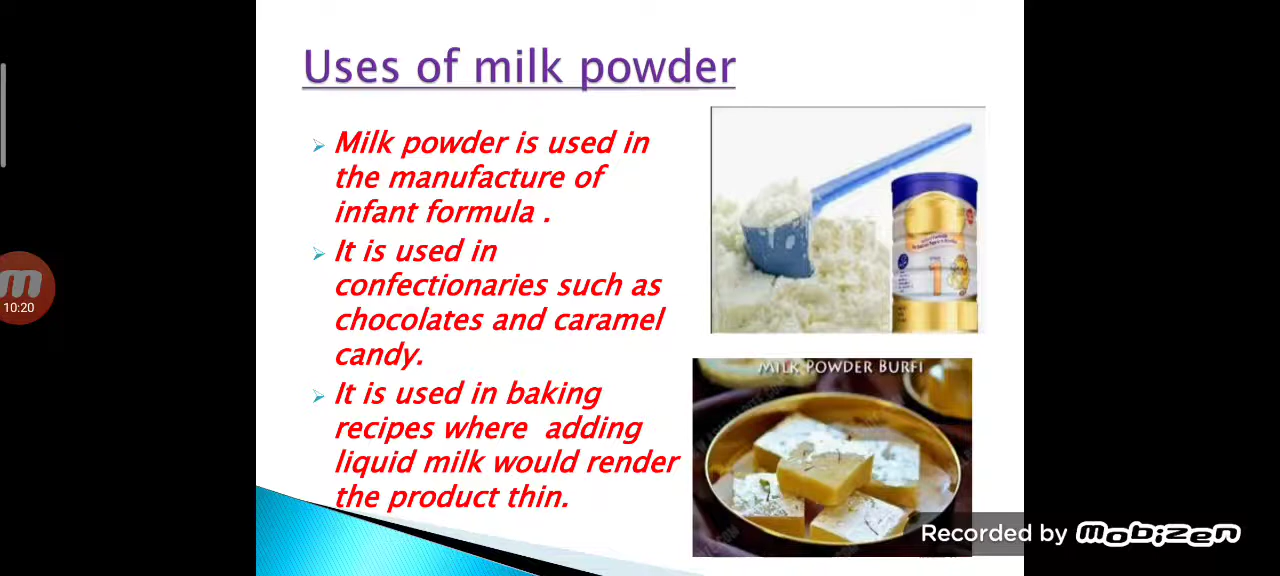 Uses of milk powder
Milk powder is used in
the manufacture of
infant formula .
It is used in
confectionaries such as
chocolates and caramel
candy.
It is used in baking
recipes where adding
liquid milk would render
the product thin.
1
MILK POWDER BURFI
10:20
Recorded by mobizen